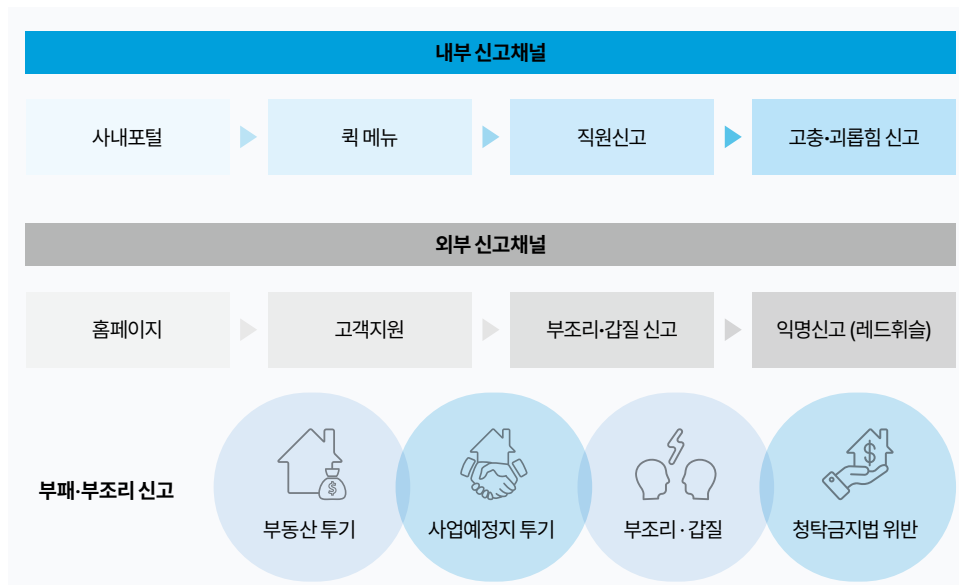 내부 신고채널
사내포털
퀵 메뉴
직원신고
고충·괴롭힘 신고
외부 신고채널
홈페이지
고객지원
부조리·갑질 신고
익명신고 (레드휘슬)
부패·부조리 신고
부동산 투기
사업예정지 투기
부조리 · 갑질
청탁금지법 위반